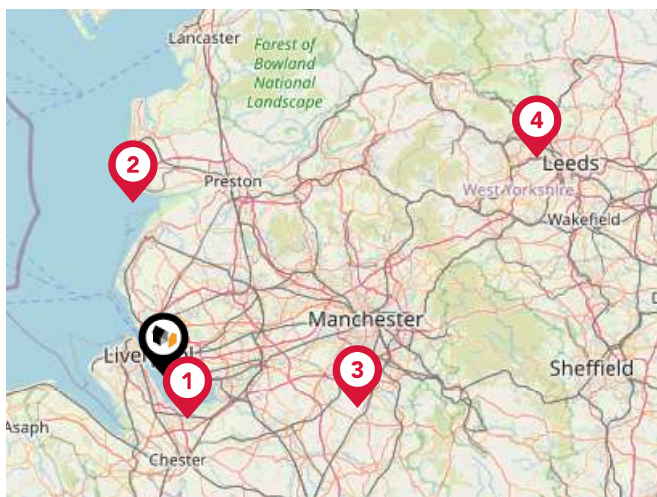 Lancaster
Forest of
Bowland
National
Landscape
4
2
Leeds
Preston
West Yorkshire
Wakefield
Manchester
Liver
l
3
Sheffield
1
Asaph
Chester
D